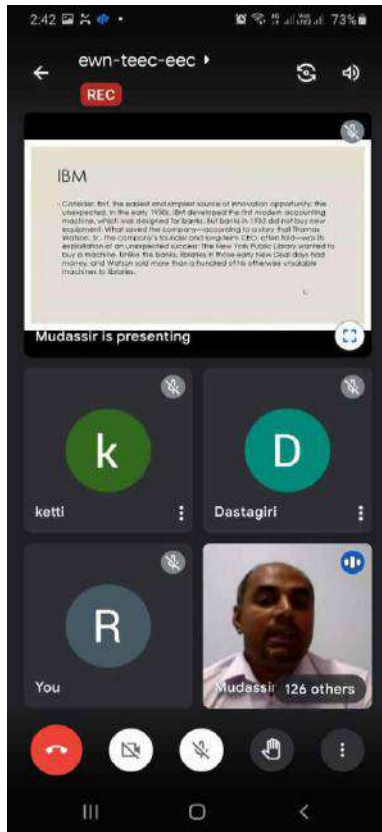 2:42
73%
ewn-teec-eec
REC
IBM
Consider, first, the easiest and simplest source of innovation opportunity: the
unexpected. In the early 1930s, IBM developed the first modern accounting
machine, which was designed for banks. But banks in 1933 did not buy new
equipment. What saved the company—according to a story that Thomas
Watson, Sr., the company's founder and long-term CEO, often told—was its
exploitation of an unexpected success: The New York Public Library wanted to
buy a machine. Unlike the banks, libraries in those early New Deal days had
money, and Watson sold more than a hundred of his otherwise unsalable
machines to libraries.
Mudassir is presenting
k
D
ketti
Dastagiri
R
You
Mudassir
126 others